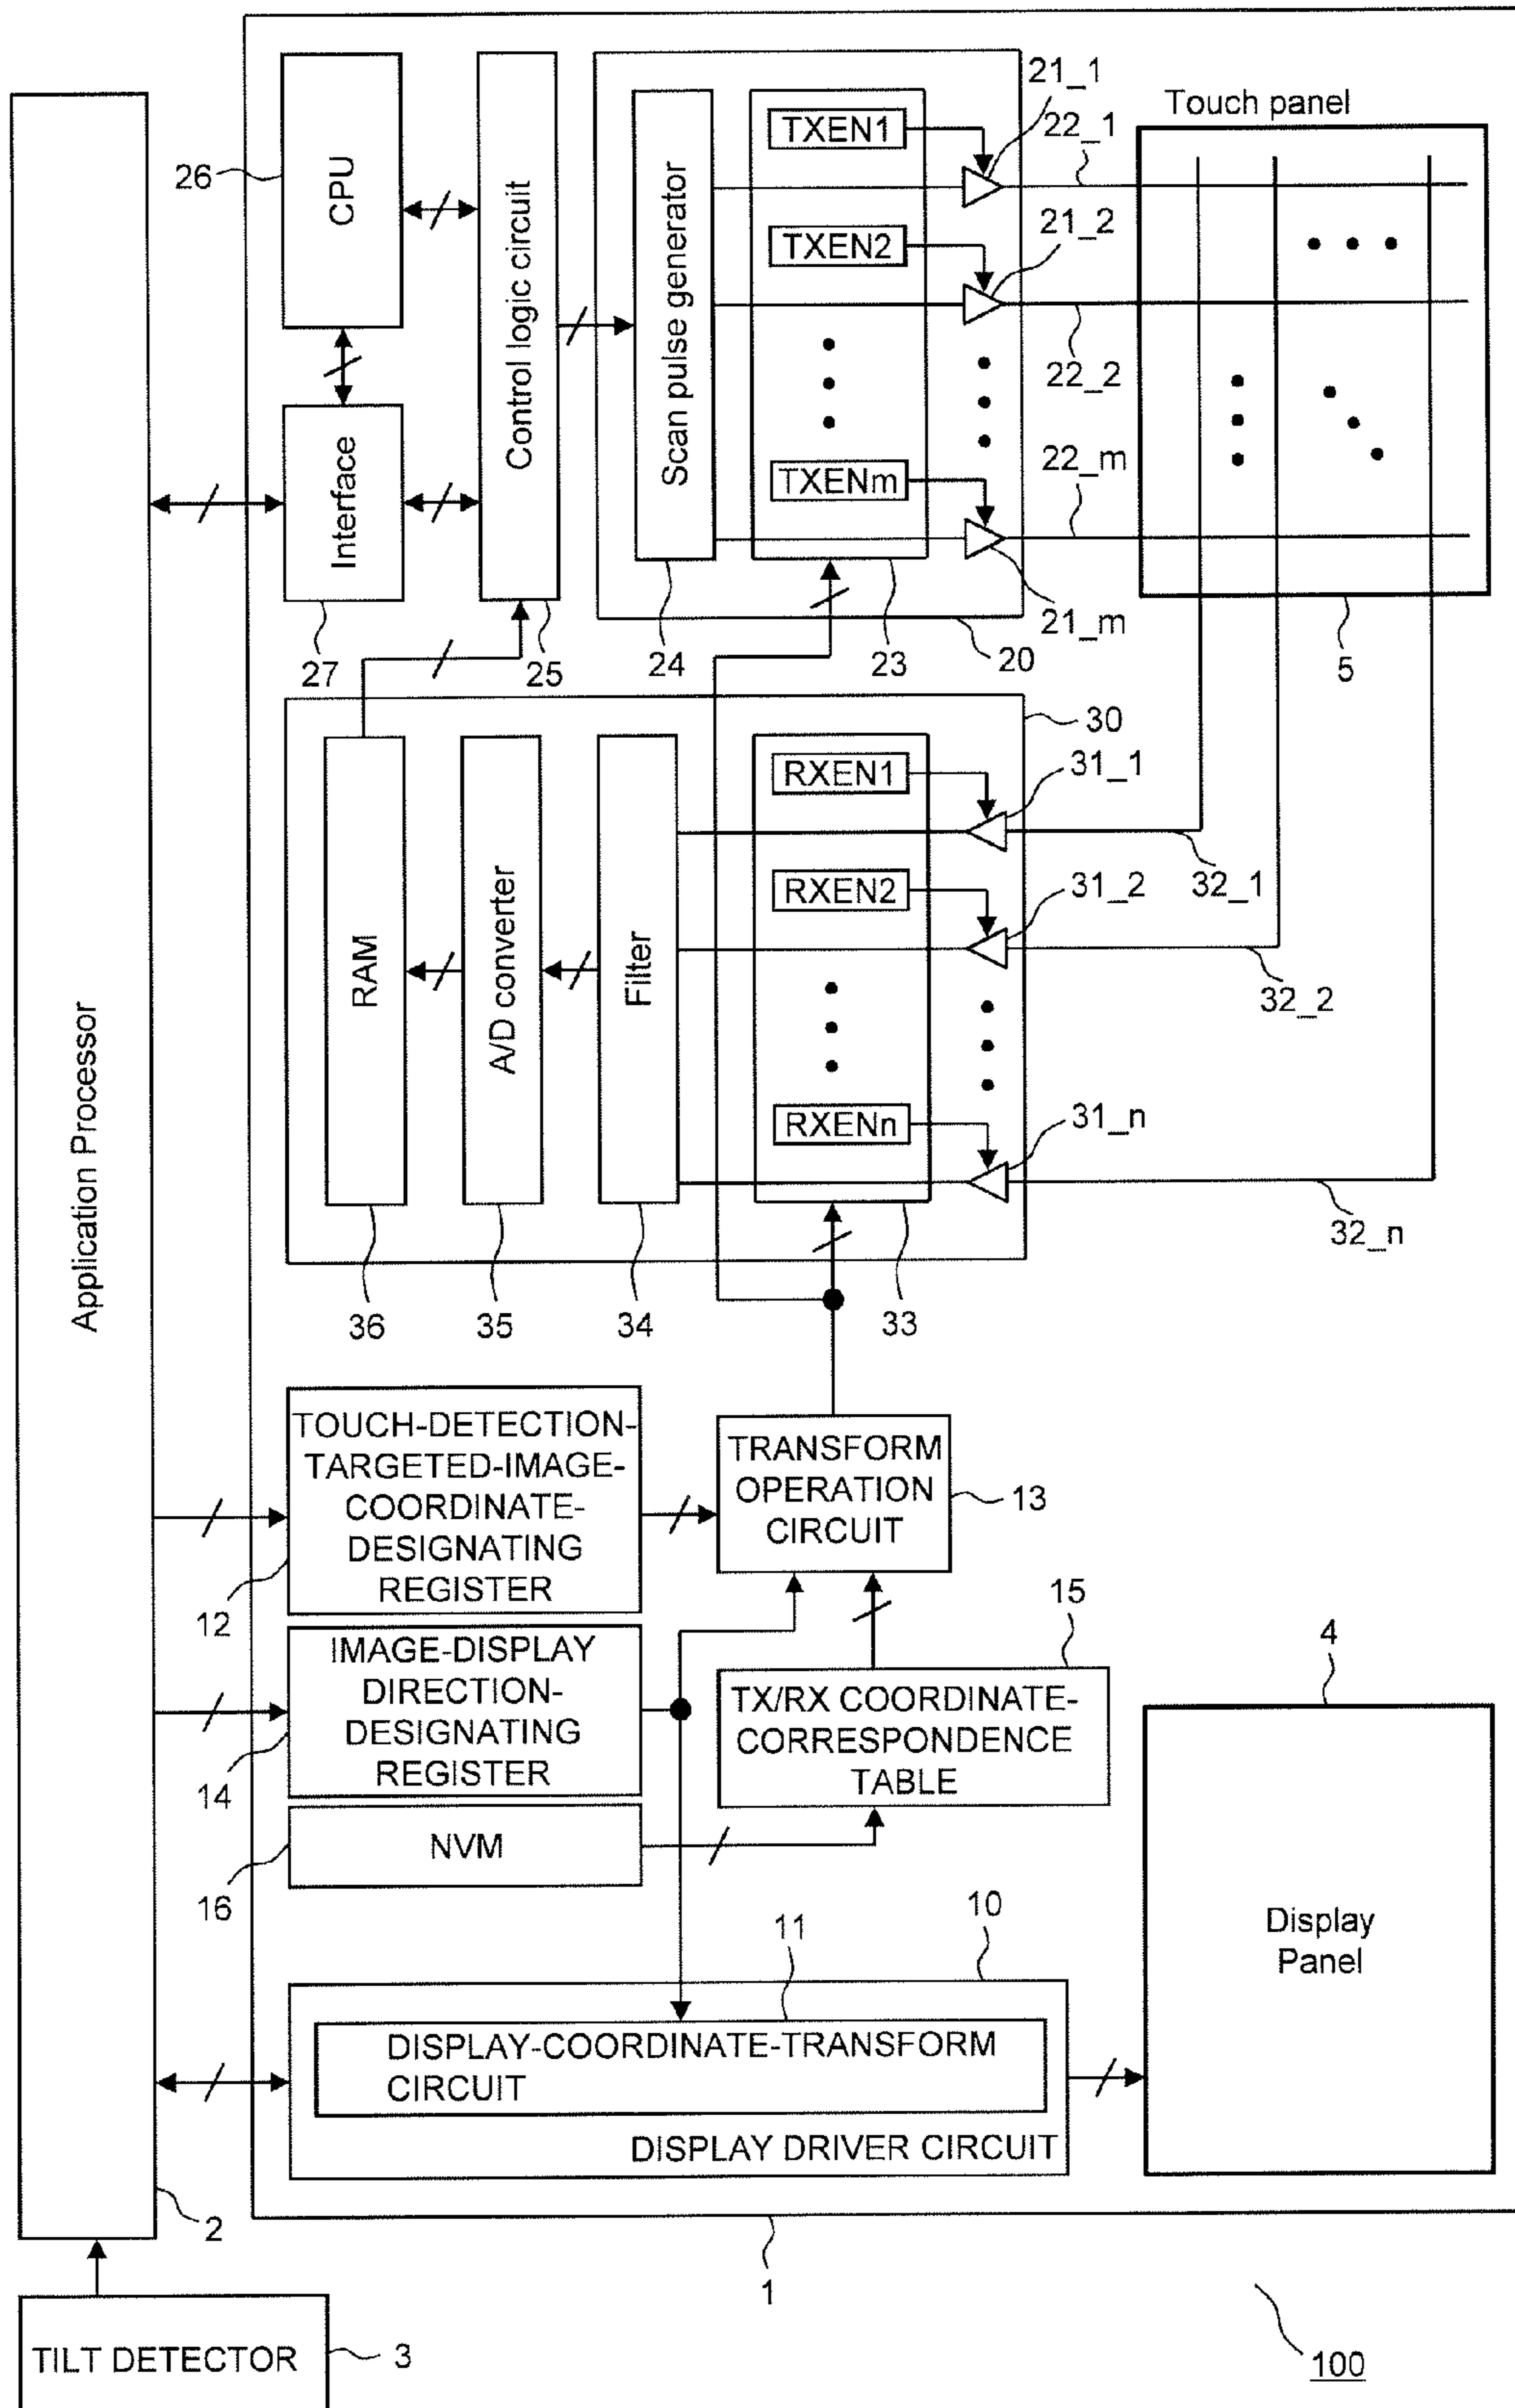 Application Processor
2
TILT DETECTOR
3
CPU
26
Interface
27
Control logic circuit
25
Scan pulse generator
24
TXEN1
TXEN2
TXENm
23
20
21_1
22_1
21_2
22_2
22_m
21_m
Touch panel
5
30
RAM
36
A/D converter
35
Filter
34
RXEN1
RXEN2
RXENn
33
31_1
32_1
31_2
32_2
31_n
32_n
TOUCH-DETECTION-
TARGETED-IMAGE-
COORDINATE-
DESIGNATING
REGISTER
12
TRANSFORM
OPERATION
CIRCUIT
13
IMAGE-DISPLAY
DIRECTION-
DESIGNATING
REGISTER
14
15
TX/RX COORDINATE-
CORRESPONDENCE
TABLE
NVM
16
4
Display
Panel
10
11
DISPLAY-COORDINATE-TRANSFORM
CIRCUIT
DISPLAY DRIVER CIRCUIT
1
100